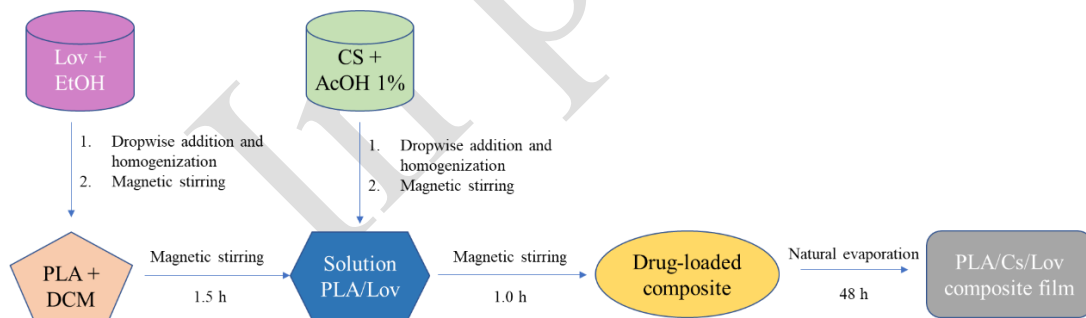 Lov +
EtOH
CS +
AcOH 1%
1. Dropwise addition and
homogenization
2. Magnetic stirring
1. Dropwise addition and
homogenization
2. Magnetic stirring
PLA +
DCM
Magnetic stirring
1.5 h
Solution
PLA/Lov
Magnetic stirring
1.0 h
Drug-loaded
composite
Natural evaporation
48 h
PLA/Cs/Lov
composite film
In p